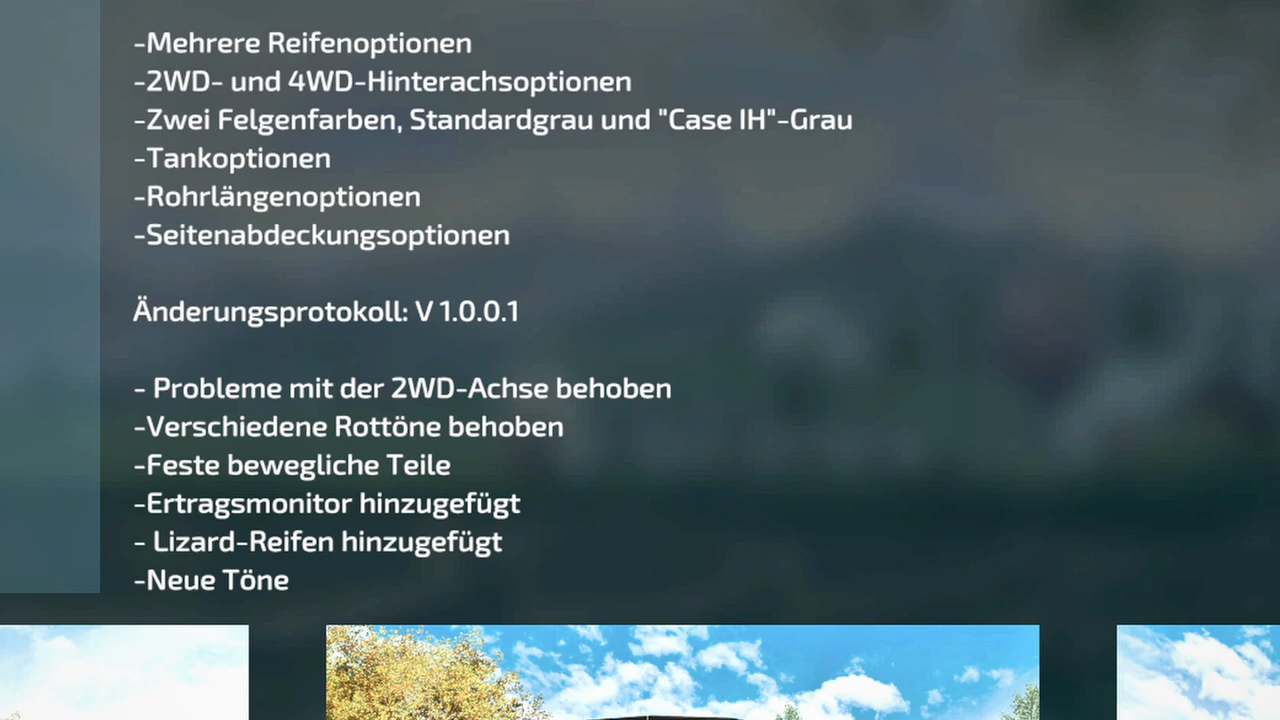 -Mehrere Reifenoptionen
-2WD- und 4WD-Hinterachsoptionen
-Zwei Felgenfarben, Standardgrau und "Case IH"-Grau
-Tankoptionen
-Rohrlängenoptionen
-Seitenabdeckungsoptionen
Änderungsprotokoll: V 1.0.0.1
- Probleme mit der 2WD-Achse behoben
-Verschiedene Rottöne behoben
-Feste bewegliche Teile
-Ertragsmonitor hinzugefügt
- Lizard-Reifen hinzugefügt
-Neue Töne